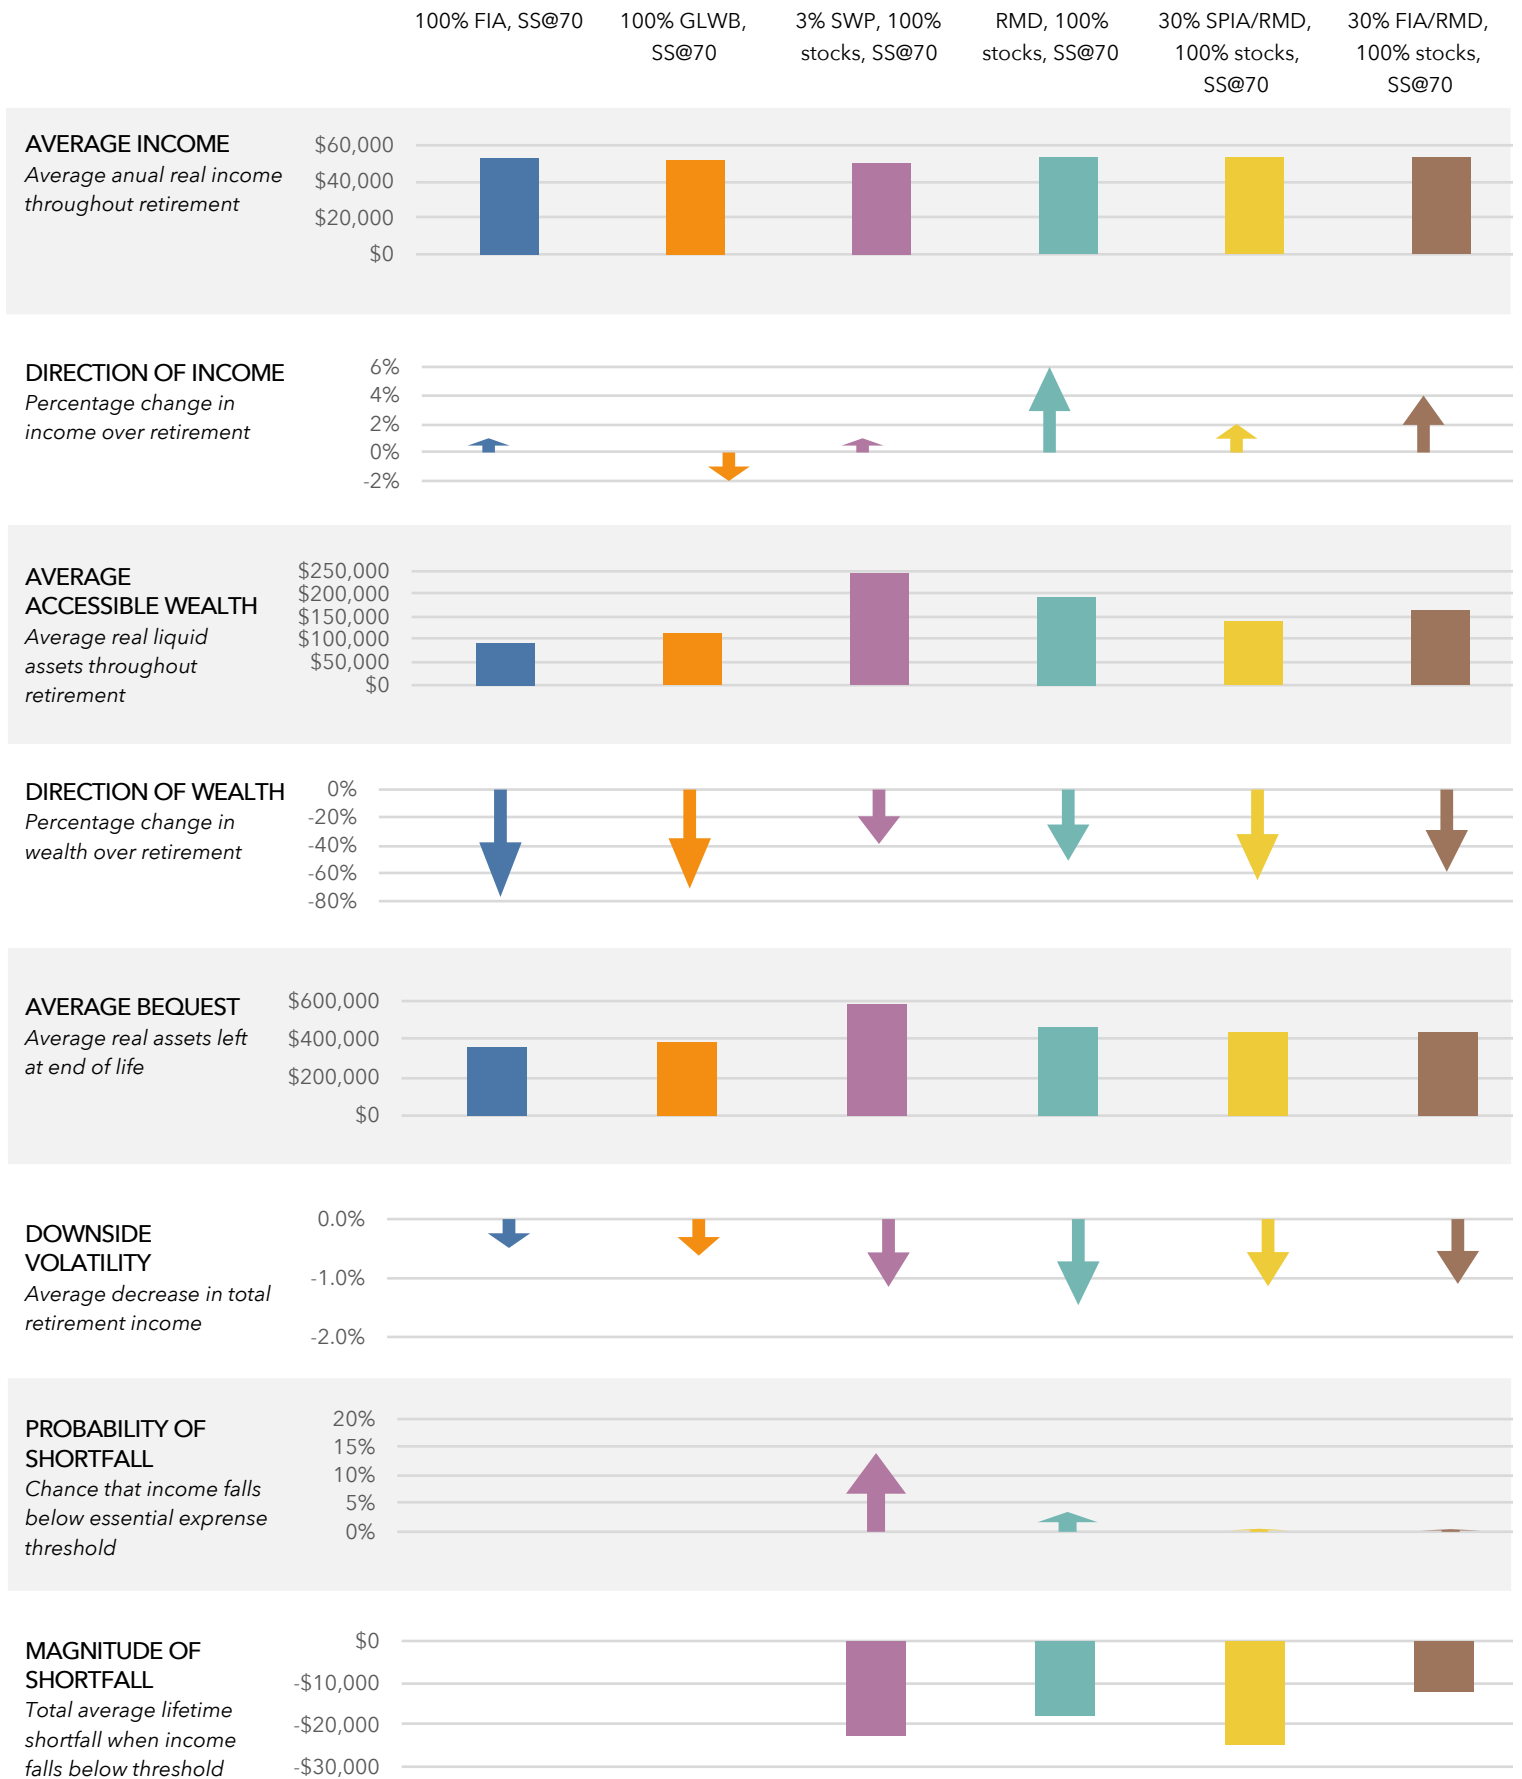 100% FIA, SS@70
100% GLWB,
SS@70
3% SWP, 100%
stocks, SS@70
RMD, 100%
stocks, SS@70
30% SPIA/RMD,
100% stocks,
SS@70
30% FIA/RMD,
100% stocks,
SS@70
AVERAGE INCOME
Average anual real income
throughout retirement
$60,000
$40,000
$20,000
$0
DIRECTION OF INCOME
Percentage change in
income over retirement
6%
4%
2%
0%
-2%
AVERAGE
ACCESSIBLE WEALTH
Average real liquid
assets throughout
retirement
$250,000
$200,000
$150,000
$100,000
$50,000
$0
DIRECTION OF WEALTH
Percentage change in
wealth over retirement
0%
-20%
-40%
-60%
-80%
AVERAGE BEQUEST
Average real assets left
at end of life
$600,000
$400,000
$200,000
$0
DOWNSIDE
VOLATILITY
Average decrease in total
retirement income
0.0%
-1.0%
-2.0%
PROBABILITY OF
SHORTFALL
Chance that income falls
below essential exprense
threshold
20%
15%
10%
5%
0%
MAGNITUDE OF
SHORTFALL
Total average lifetime
shortfall when income
falls below threshold
$0
-$10,000
-$20,000
-$30,000